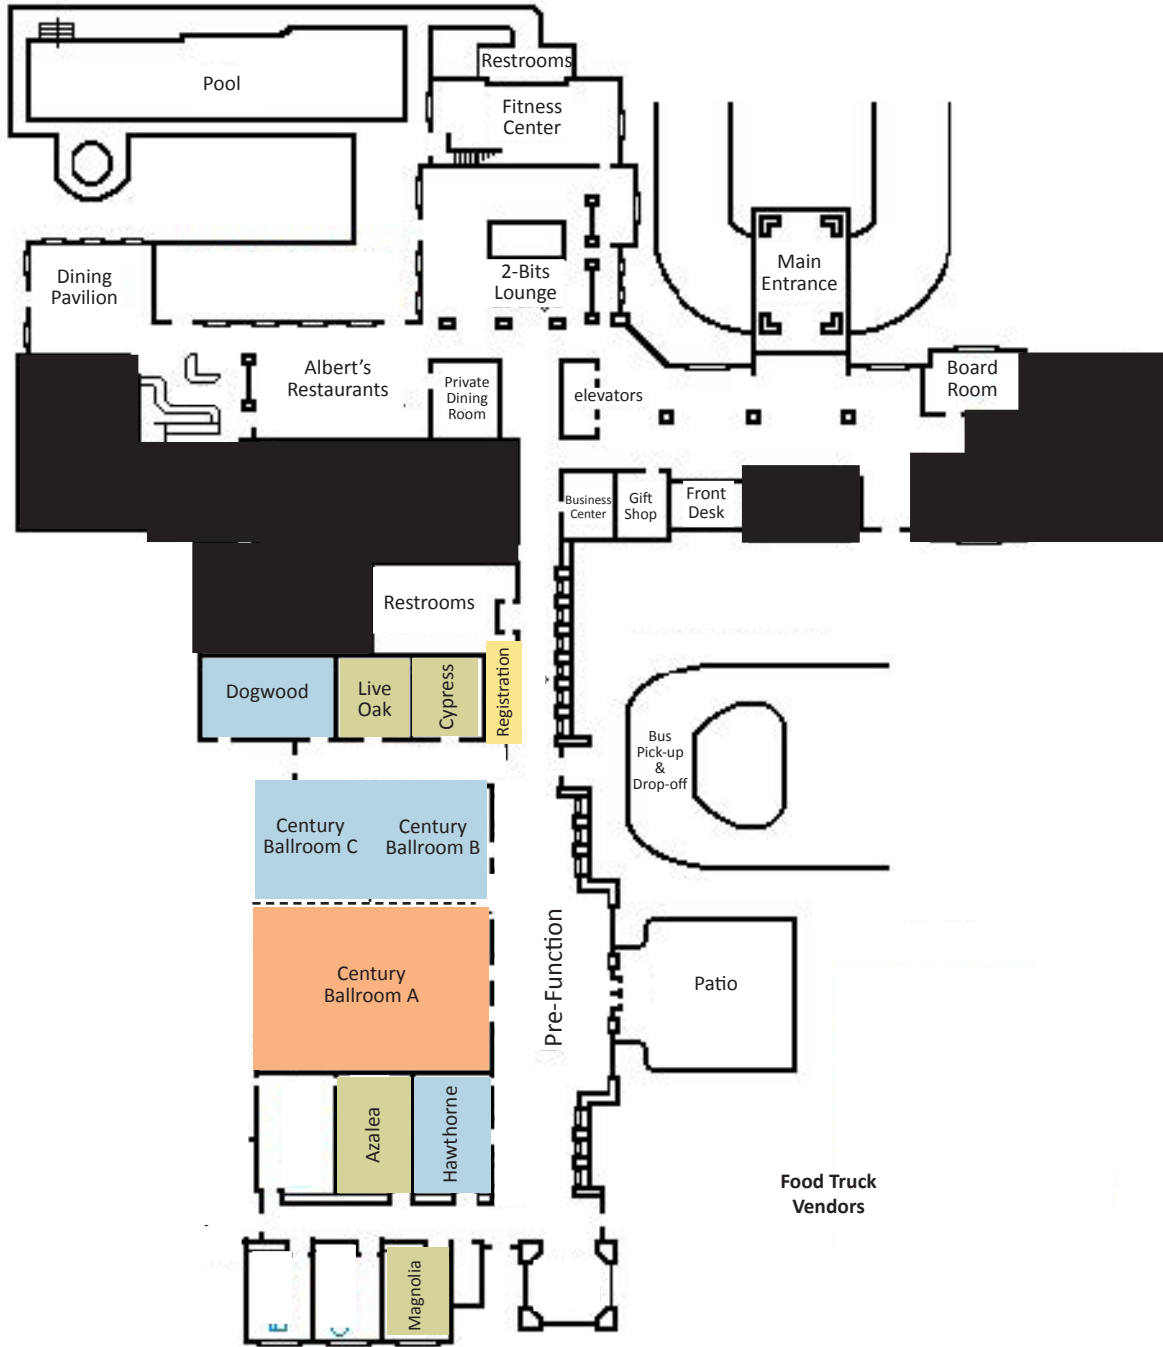 Restrooms
Pool
Fitness
Center
2-Bits
Lounge
Main
Entrance
Dining
Pavilion
Albert's
Restaurants
Private
Dining
Room
elevators
Board
Room
Business
Center
Gift
Shop
Front
Desk
Restrooms
Dogwood
Live
Oak
Cypress
Registration
Bus
Pick-up
&
Drop-off
Century
Ballroom C
Century
Ballroom B
Pre-Function
Century
Ballroom A
Patio
Azalea
Hawthorne
Food Truck
Vendors
Magnolia